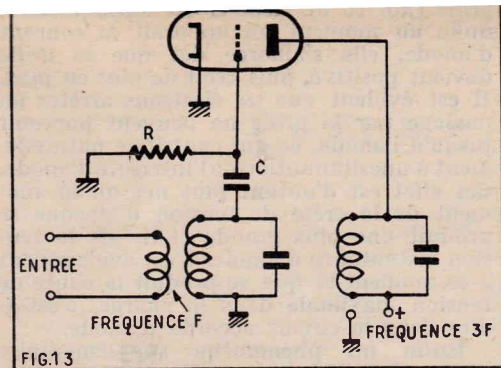 R
C
ENTREE
FREQUENCE F
+
FREQUENCE 3F
FIG.13